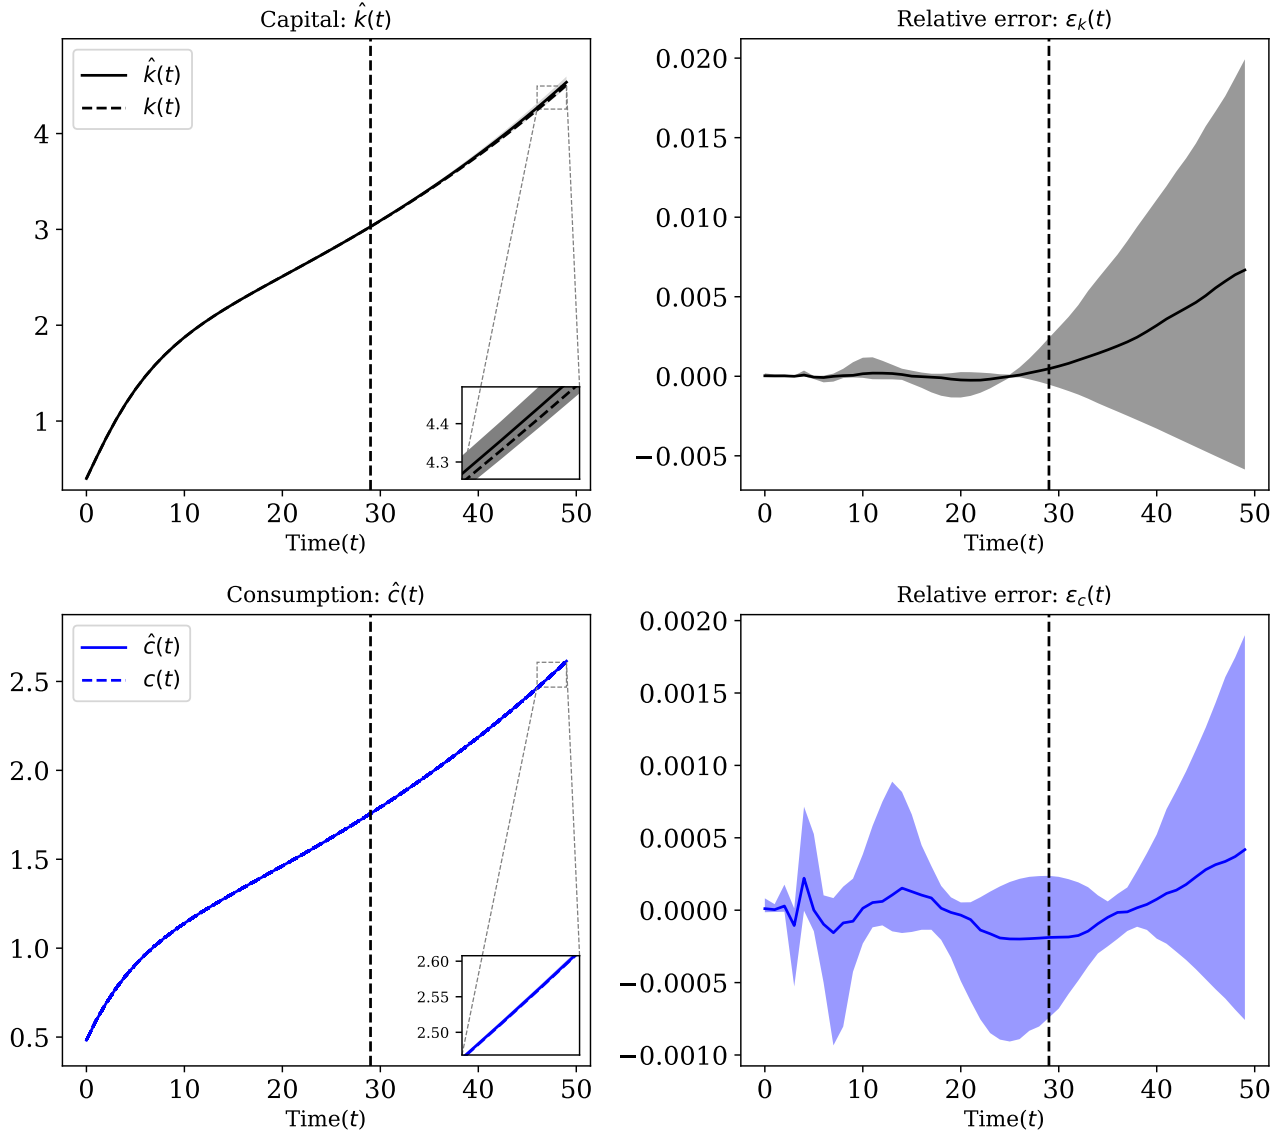 Capital: k̂(t)
k̂(t)
k(t)
4
3
2
1
4.4
4.3
0 10 20 30 40 50
Time(t)
Relative error: ε_k(t)
0.020
0.015
0.010
0.005
0.000
−0.005
0 10 20 30 40 50
Time(t)
Consumption: ĉ(t)
ĉ(t)
c(t)
2.5
2.0
1.5
1.0
0.5
2.60
2.55
2.50
0 10 20 30 40 50
Time(t)
Relative error: ε_c(t)
0.0020
0.0015
0.0010
0.0005
0.0000
−0.0005
−0.0010
0 10 20 30 40 50
Time(t)